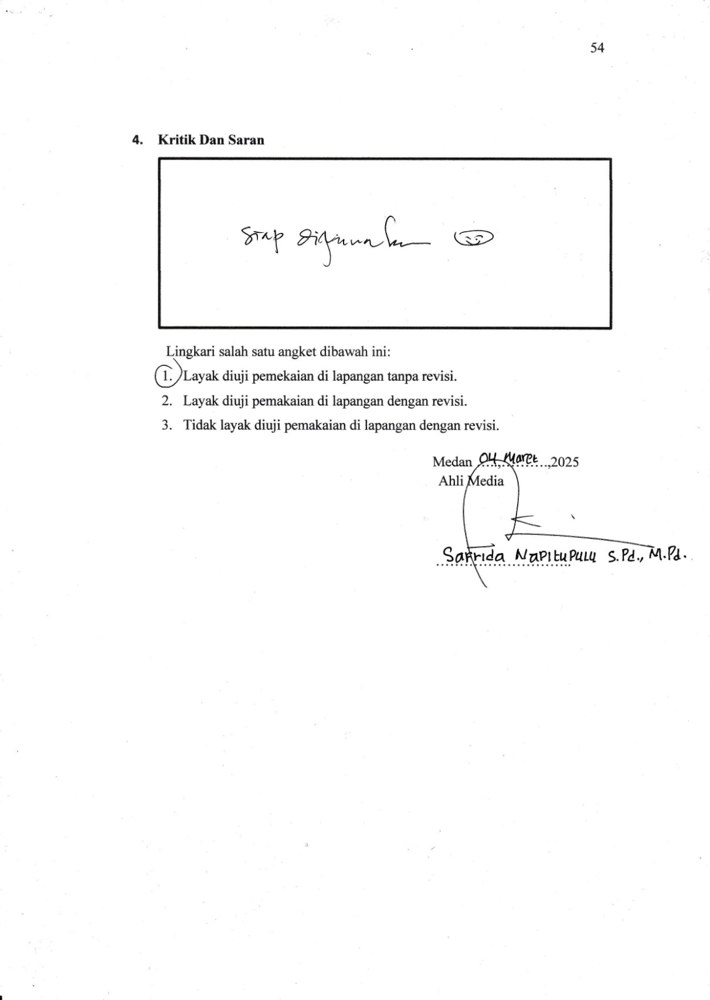 54
4. Kritik Dan Saran
Siap digunakan
Lingkari salah satu angket dibawah ini:
1. Layak diuji pemekaian di lapangan tanpa revisi.
2. Layak diuji pemakaian di lapangan dengan revisi.
3. Tidak layak diuji pemakaian di lapangan dengan revisi.
Medan 04, Maret, 2025
Ahli Media
Safrida Napitupulu S.Pd., M.Pd.